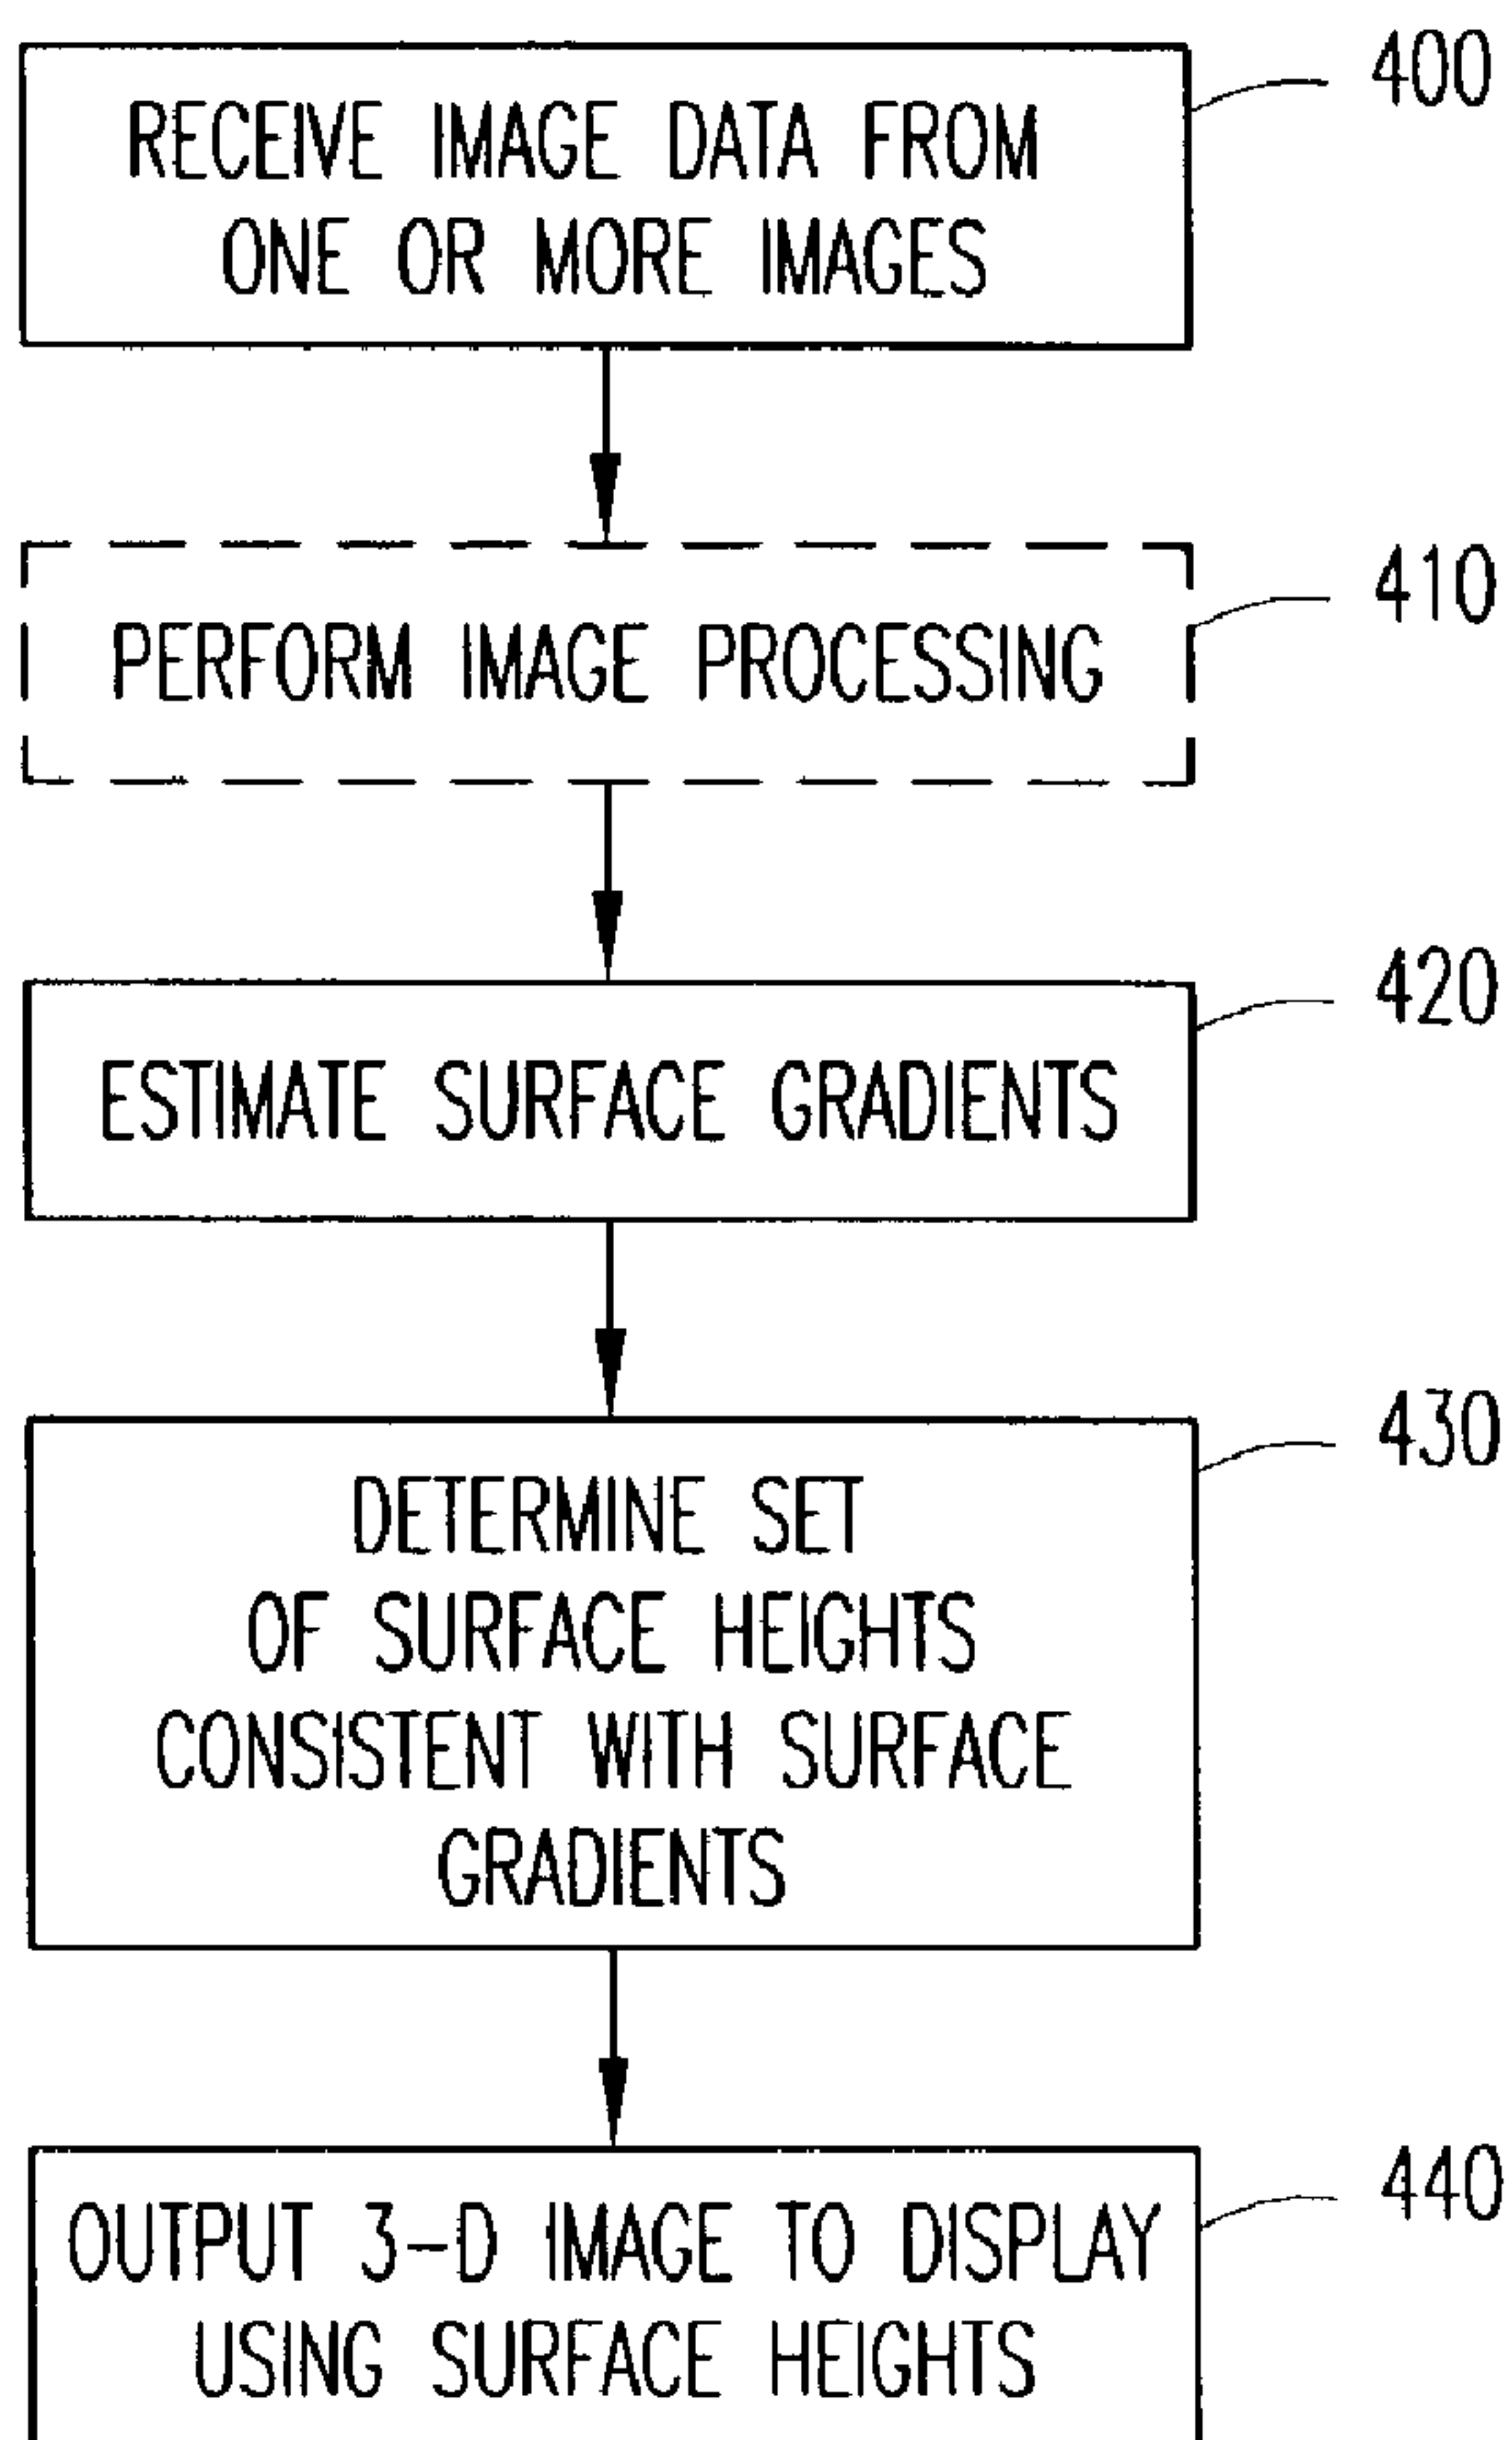 400
RECEIVE IMAGE DATA FROM
ONE OR MORE IMAGES
410
PERFORM IMAGE PROCESSING
420
ESTIMATE SURFACE GRADIENTS
430
DETERMINE SET
OF SURFACE HEIGHTS
CONSISTENT WITH SURFACE
GRADIENTS
440
OUTPUT 3-D IMAGE TO DISPLAY
USING SURFACE HEIGHTS